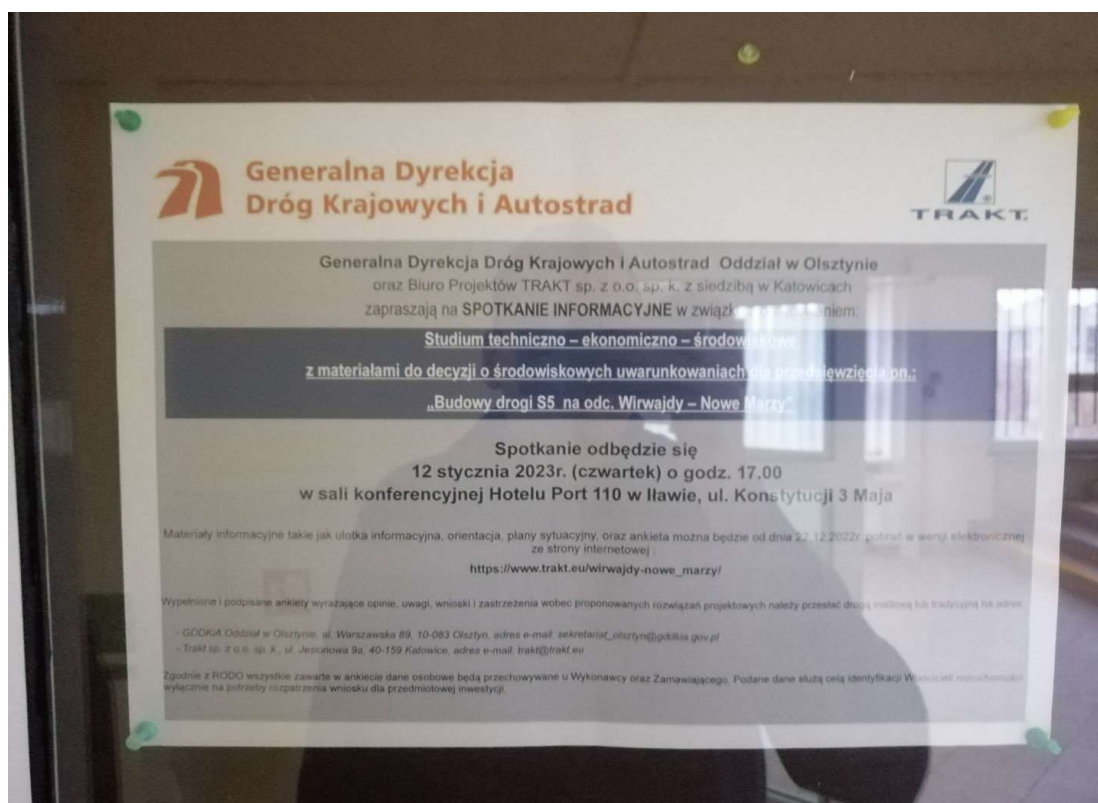 Generalna Dyrekcja
Dróg Krajowych i Autostrad
TRAKT
Generalna Dyrekcja Dróg Krajowych i Autostrad Oddział w Olsztynie
oraz Biuro Projektów TRAKT sp. z o.o. sp. k. z siedzibą w Katowicach
zapraszają na SPOTKANIE INFORMACYJNE w
Studium techniczno – ekonomiczno – środowiskowe
z materiałami do decyzji o środowiskowych uwarunkowaniach dla przedsięwzięcia pn.:
„Budowy drogi S5 na odc. Wirwajdy – Nowe Marzy"
Spotkanie odbędzie się
12 stycznia 2023r. (czwartek) o godz. 17.00
w sali konferencyjnej Hotelu Port 110 w Iławie, ul. Konstytucji 3 Maja
Materiały informacyjne takie jak ulotka informacyjna, orientacja, plany sytuacyjny, oraz ankieta można będzie od dnia 22.12.2022r. pobrać w wersji elektronicznej
ze strony internetowej :
https://www.trakt.eu/wirwajdy-nowe_marzy/
Wypełnione i podpisane ankiety wyrażające opinie, uwagi, wnioski i zastrzeżenia wobec proponowanych rozwiązań projektowych należy przesłać drogą mailową lub tradycyjną na adres:
- GDDKiA Oddział w Olsztynie, al. Warszawska 89, 10-083 Olsztyn, adres e-mail: sekretariat_olsztyn@gddkia.gov.pl
- Trakt sp. z o.o. sp. k., ul. Jesionowa 9a, 40-159 Katowice, adres e-mail: trakt@trakt.eu
Zgodnie z RODO wszystkie zawarte w ankiecie dane osobowe będą przechowywane u Wykonawcy oraz Zamawiającego. Podane dane służą celą identyfikacji Właścicieli nieruchomości
wyłącznie na potrzeby rozpatrzenia wniosku dla przedmiotowej inwestycji.